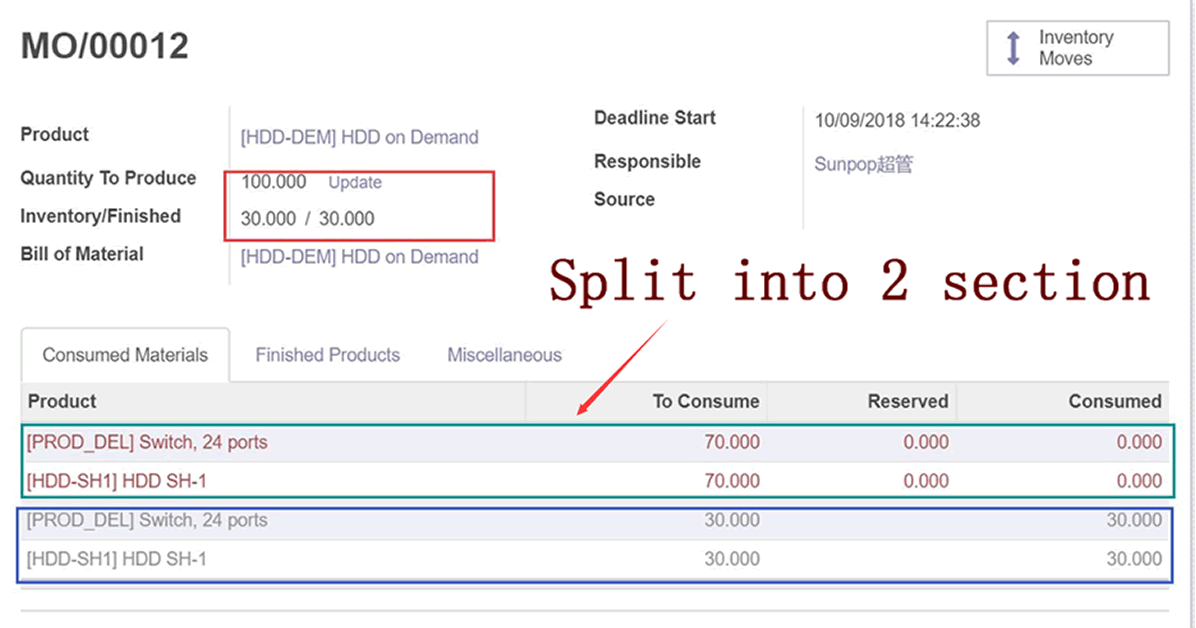 MO/00012
Inventory
Moves
Product [HDD-DEM] HDD on Demand
Quantity To Produce 100.000 Update
Inventory/Finished 30.000 / 30.000
Bill of Material [HDD-DEM] HDD on Demand
Deadline Start 10/09/2018 14:22:38
Responsible Sunpop超管
Source
Split into 2 section
Consumed Materials Finished Products Miscellaneous
Product To Consume Reserved Consumed
[PROD_DEL] Switch, 24 ports 70.000 0.000 0.000
[HDD-SH1] HDD SH-1 70.000 0.000 0.000
[PROD_DEL] Switch, 24 ports 30.000 30.000
[HDD-SH1] HDD SH-1 30.000 30.000